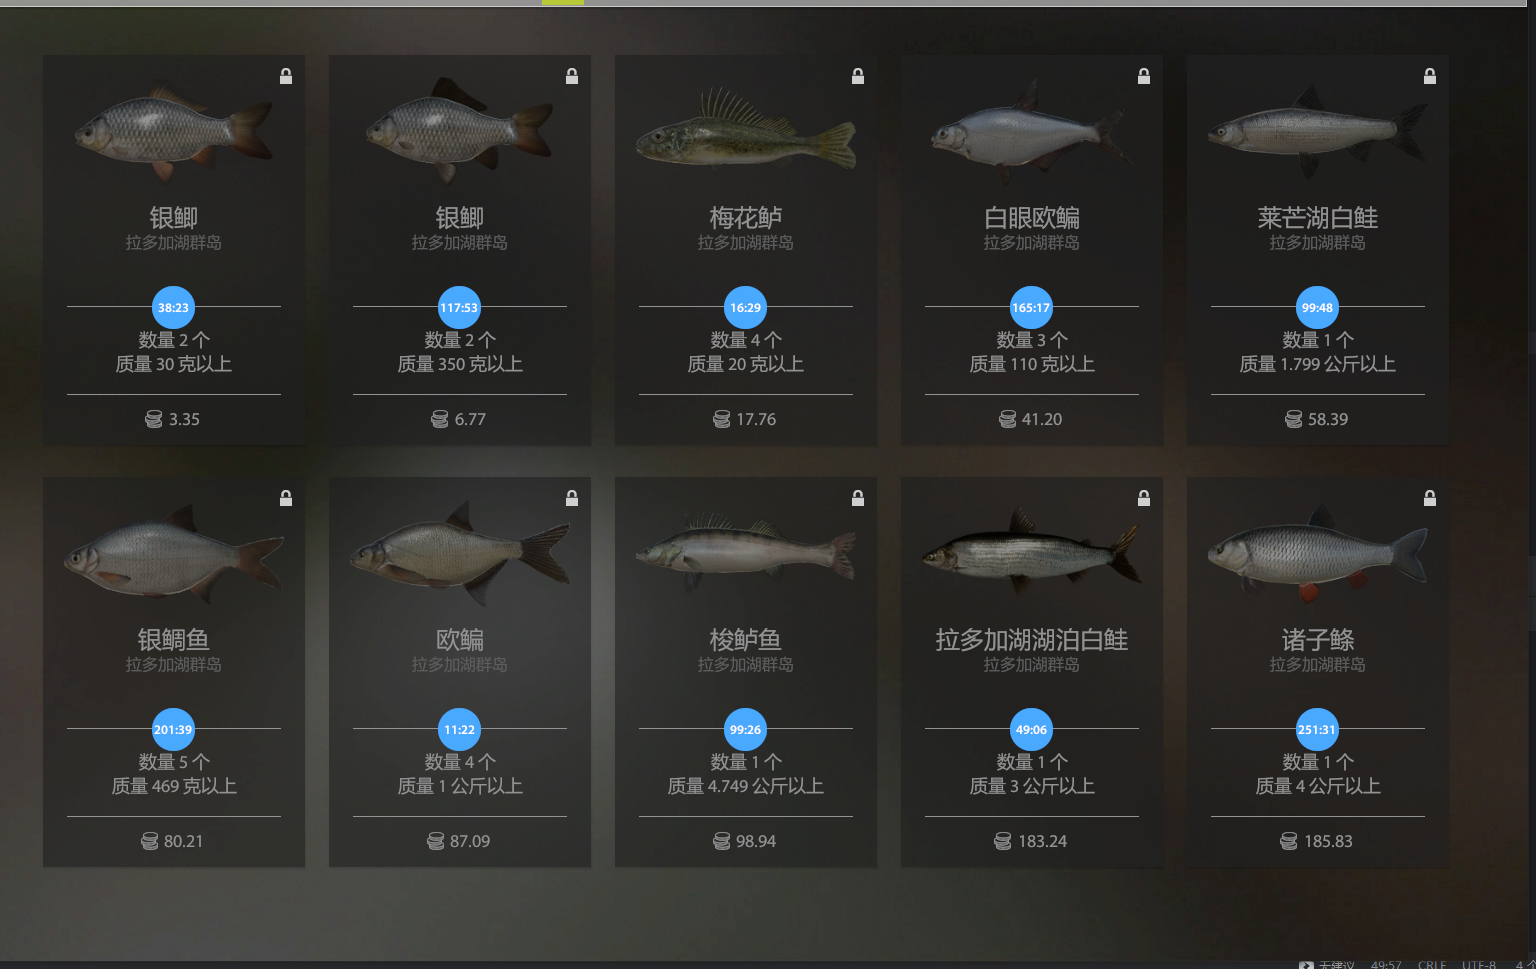 银鲫
拉多加湖群岛
38:23
数量 2 个
质量 30 克以上
3.35
银鲫
拉多加湖群岛
117:53
数量 2 个
质量 350 克以上
6.77
梅花鲈
拉多加湖群岛
16:29
数量 4 个
质量 20 克以上
17.76
白眼欧鳊
拉多加湖群岛
165:17
数量 3 个
质量 110 克以上
41.20
莱芒湖白鲑
拉多加湖群岛
99:48
数量 1 个
质量 1.799 公斤以上
58.39
银鲷鱼
拉多加湖群岛
201:39
数量 5 个
质量 469 克以上
80.21
欧鳊
拉多加湖群岛
11:22
数量 4 个
质量 1 公斤以上
87.09
梭鲈鱼
拉多加湖群岛
99:26
数量 1 个
质量 4.749 公斤以上
98.94
拉多加湖湖泊白鲑
拉多加湖群岛
49:06
数量 1 个
质量 3 公斤以上
183.24
诸子鲦
拉多加湖群岛
251:31
数量 1 个
质量 4 公斤以上
185.83
无建议 49:57 CRLF UTF-8 4 个